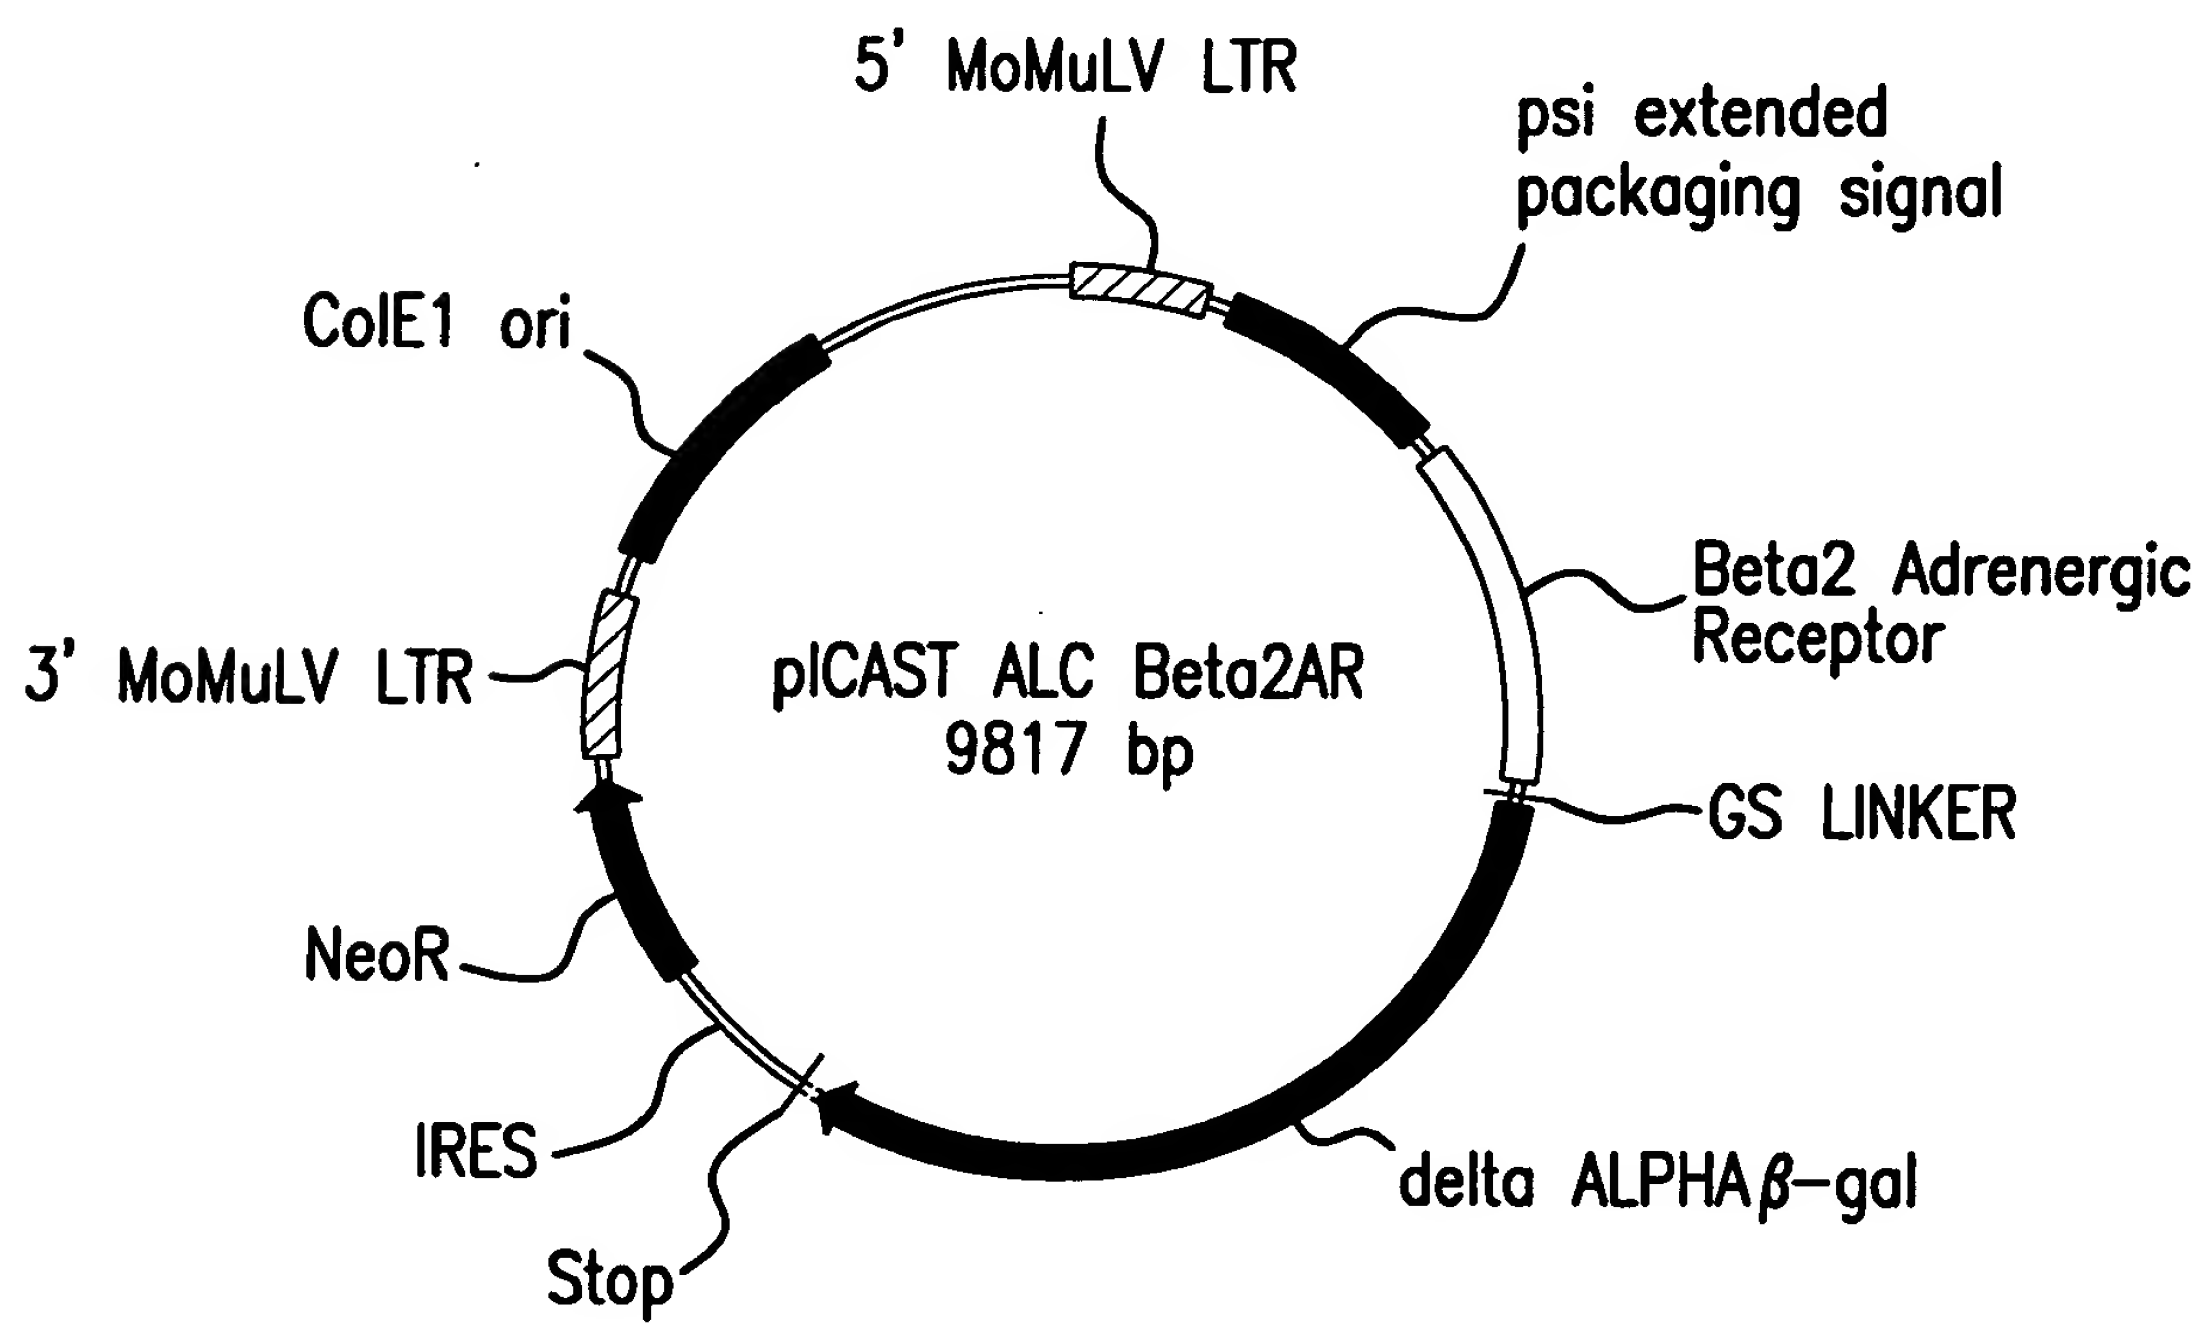 5' MoMuLV LTR
psi extended
packaging signal
ColE1 ori
Beta2 Adrenergic
Receptor
3' MoMuLV LTR
pICAST ALC Beta2AR
9817 bp
GS LINKER
NeoR
IRES
delta ALPHAβ-gal
Stop